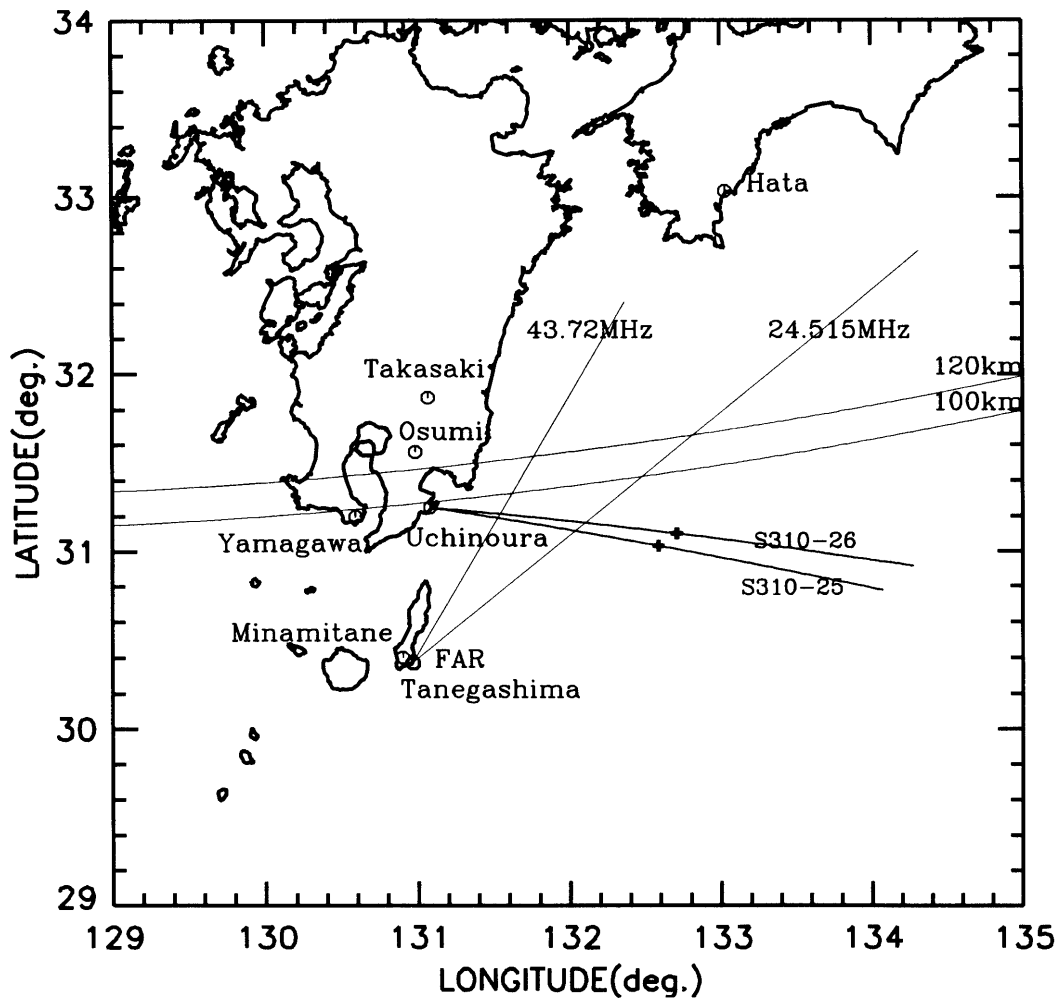 34
33
32
31
30
29
LATITUDE(deg.)
Hata
43.72MHz
24.515MHz
120km
100km
Takasaki
Osumi
Yamagawa
Uchinoura
S310-26
S310-25
Minamitane
FAR
Tanegashima
129 130 131 132 133 134 135
LONGITUDE(deg.)